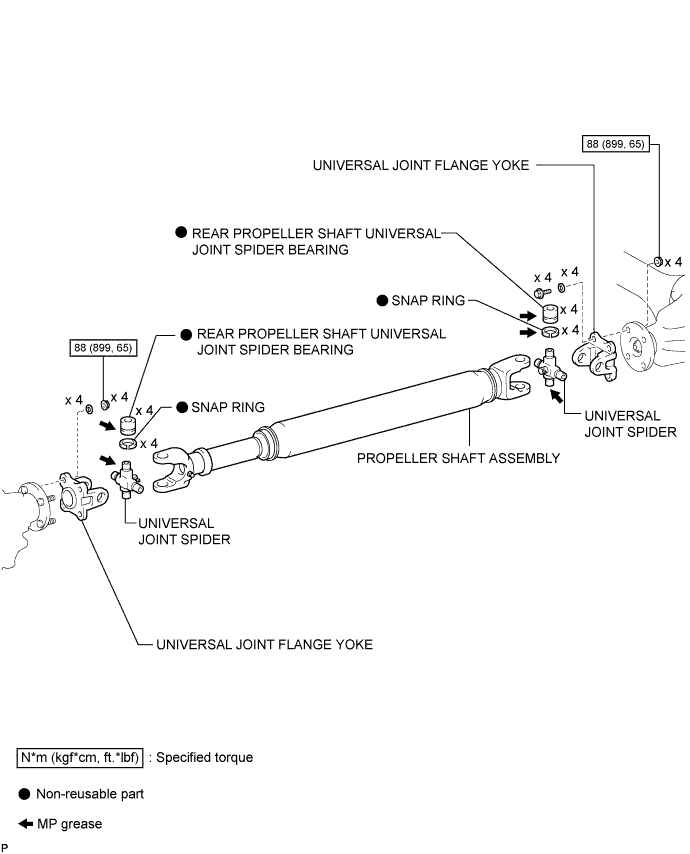 88 (899, 65)
UNIVERSAL JOINT FLANGE YOKE
REAR PROPELLER SHAFT UNIVERSAL
JOINT SPIDER BEARING
x 4
x 4
x 4
SNAP RING
x 4
x 4
88 (899, 65)
REAR PROPELLER SHAFT UNIVERSAL
JOINT SPIDER BEARING
x 4
x 4
x 4
SNAP RING
x 4
UNIVERSAL
JOINT SPIDER
PROPELLER SHAFT ASSEMBLY
UNIVERSAL
JOINT SPIDER
UNIVERSAL JOINT FLANGE YOKE
N*m (kgf*cm, ft.*lbf) : Specified torque
Non-reusable part
MP grease
P